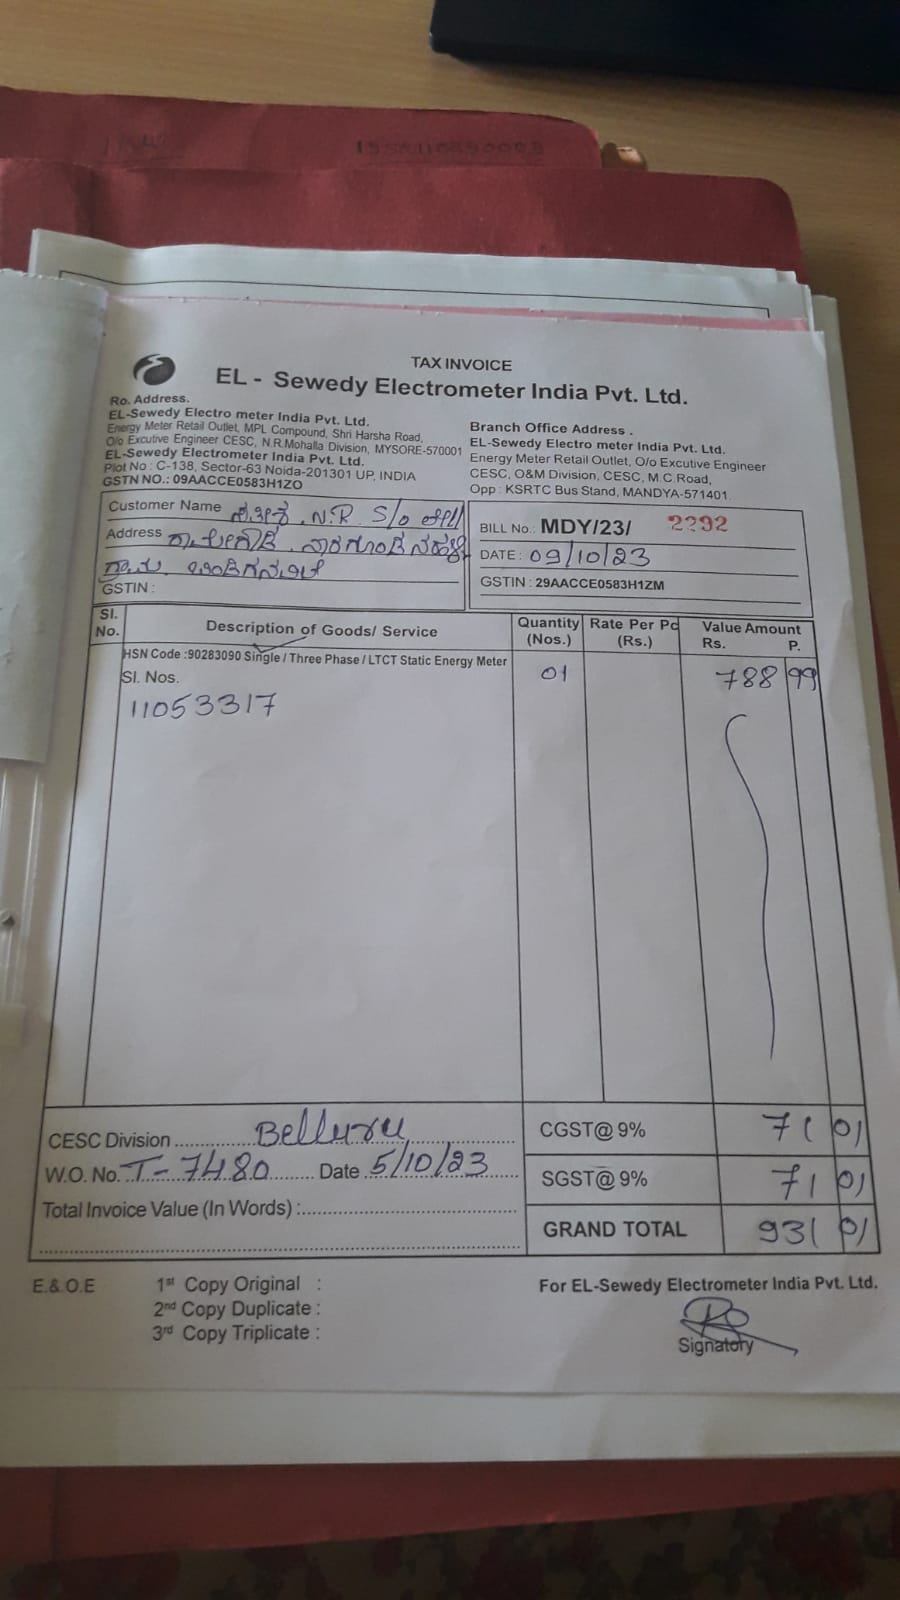 TAX INVOICE
EL - Sewedy Electrometer India Pvt. Ltd.
Ro. Address.
EL-Sewedy Electro meter India Pvt. Ltd.
Energy Meter Retail Outlet, MPL Compound, Shri Harsha Road,
O/o Excutive Engineer CESC, N.R.Mohalla Division, MYSORE-570001
EL-Sewedy Electrometer India Pvt. Ltd.
Plot No : C-138, Sector-63 Noida-201301 UP, INDIA
GSTN NO.: 09AACCE0583H1ZO
Branch Office Address .
EL-Sewedy Electro meter India Pvt. Ltd.
Energy Meter Retail Outlet, O/o Excutive Engineer
CESC, O&M Division, CESC, M.C.Road,
Opp : KSRTC Bus Stand, MANDYA-571401.
Customer Name N.R. S/o
Address
GSTIN :
BILL No.: MDY/23/ 2292
DATE : 09/10/23
GSTIN : 29AACCE0583H1ZM
Sl. No. Description of Goods/ Service Quantity (Nos.) Rate Per Pc (Rs.) Value Amount Rs. P.
HSN Code :90283090 Single / Three Phase / LTCT Static Energy Meter 01 788 99
Sl. Nos.
11053317
CESC Division Belluru
W.O. No. T-7480 Date 5/10/23
Total Invoice Value (In Words) :
CGST@ 9% 71 01
SGST@ 9% 71 01
GRAND TOTAL 931 01
E.& O.E
1st Copy Original :
2nd Copy Duplicate :
3rd Copy Triplicate :
For EL-Sewedy Electrometer India Pvt. Ltd.
Signatory